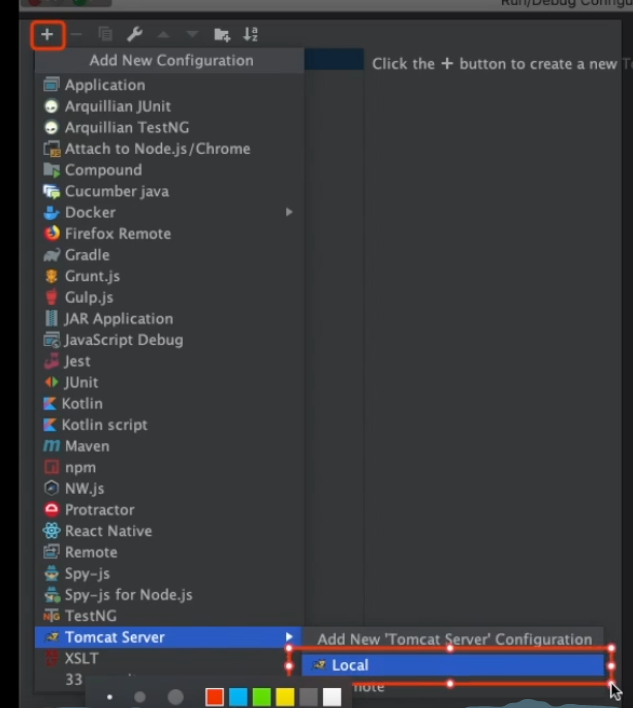 Run/Debug Configu
Add New Configuration
Click the + button to create a new
Application
Arquillian JUnit
Arquillian TestNG
Attach to Node.js/Chrome
Compound
Cucumber java
Docker
Firefox Remote
Gradle
Grunt.js
Gulp.js
JAR Application
JavaScript Debug
Jest
JUnit
Kotlin
Kotlin script
Maven
npm
NW.js
Protractor
React Native
Remote
Spy-js
Spy-js for Node.js
TestNG
Tomcat Server
Add New 'Tomcat Server' Configuration
XSLT
Local
33
mote